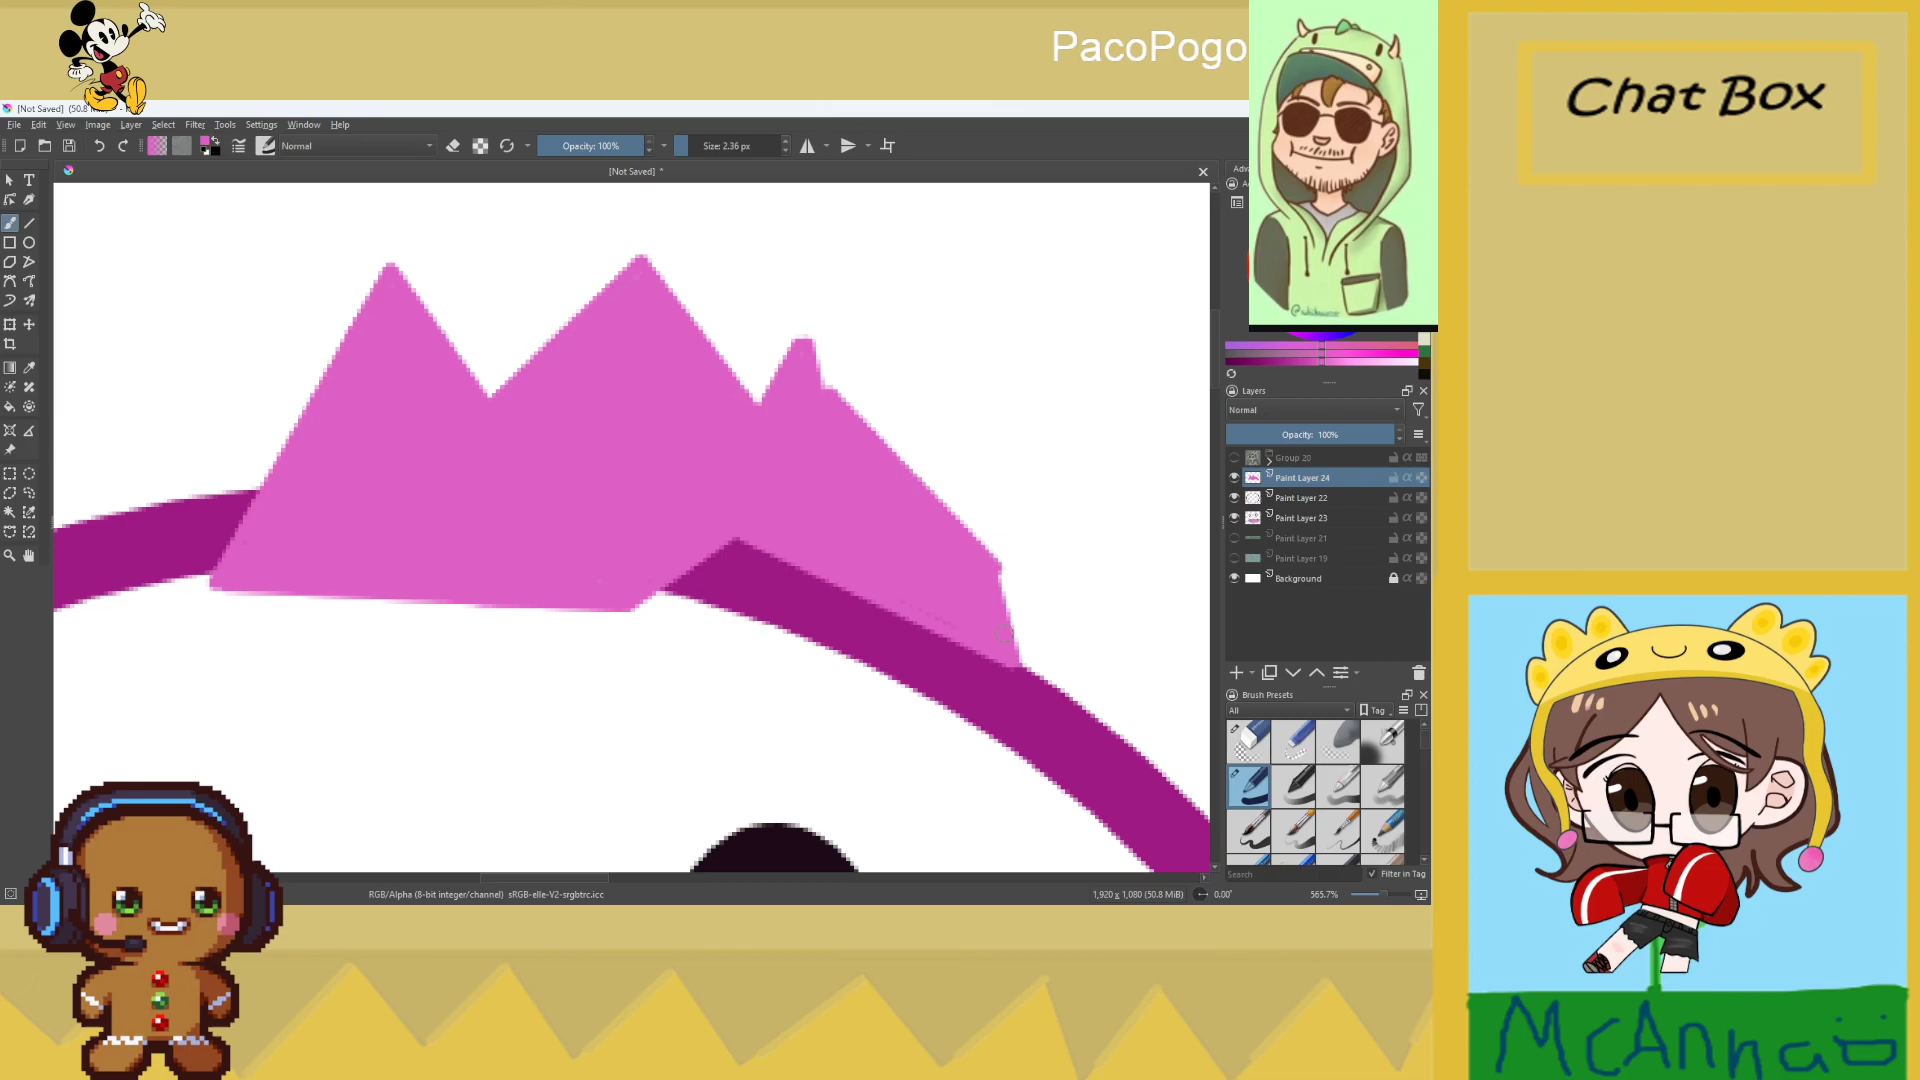 PacoPogo
Chat Box
[Not Saved] (50.8 M
File Edit View Image Layer Select Filter Tools Settings Window Help
Normal
Opacity: 100%
Size: 2.36 px
[Not Saved] *
@
Layers
Normal
Opacity: 100%
Group 20
Paint Layer 24
Paint Layer 22
Paint Layer 23
Paint Layer 21
Paint Layer 19
Background
Brush Presets
All
Tag
Search
Filter in Tag
RGB/Alpha (8-bit integer/channel) sRGB-elle-V2-srgbtrc.icc
1,920 x 1,080 (50.8 MiB)
0.00°
565.7%
McAnna